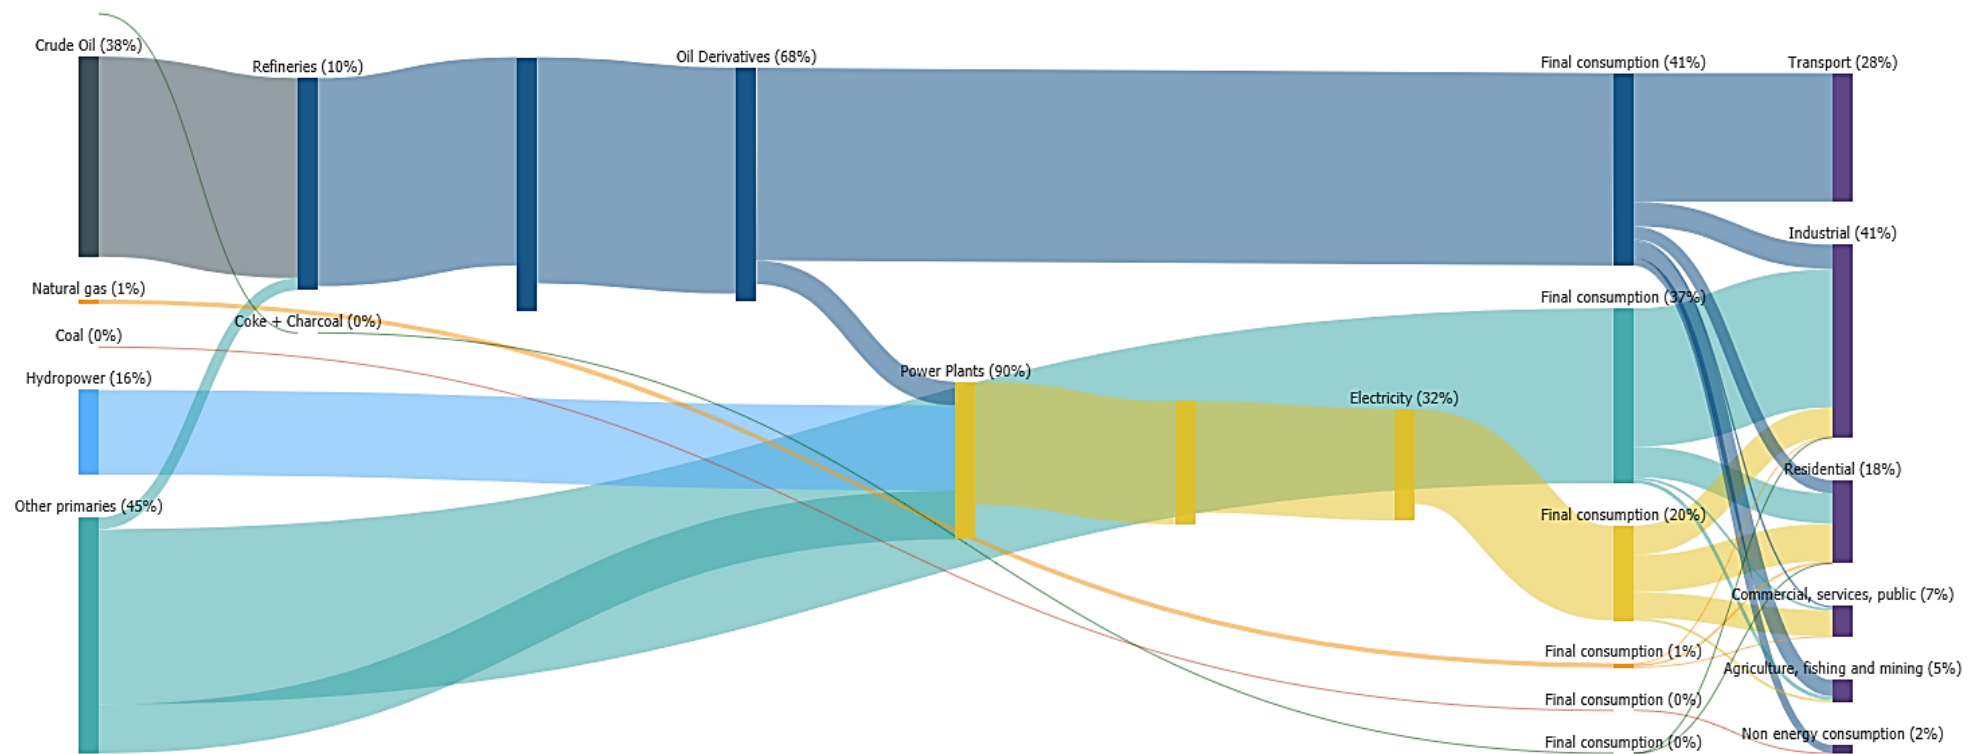 Crude Oil (38%)
Refineries (10%)
Oil Derivatives (68%)
Final consumption (41%)
Transport (28%)
Industrial (41%)
Natural gas (1%)
Final consumption (37%)
Coke + Charcoal (0%)
Coal (0%)
Hydropower (16%)
Power Plants (90%)
Electricity (32%)
Residential (18%)
Other primaries (45%)
Final consumption (20%)
Commercial, services, public (7%)
Final consumption (1%)
Agriculture, fishing and mining (5%)
Final consumption (0%)
Non energy consumption (2%)
Final consumption (0%)